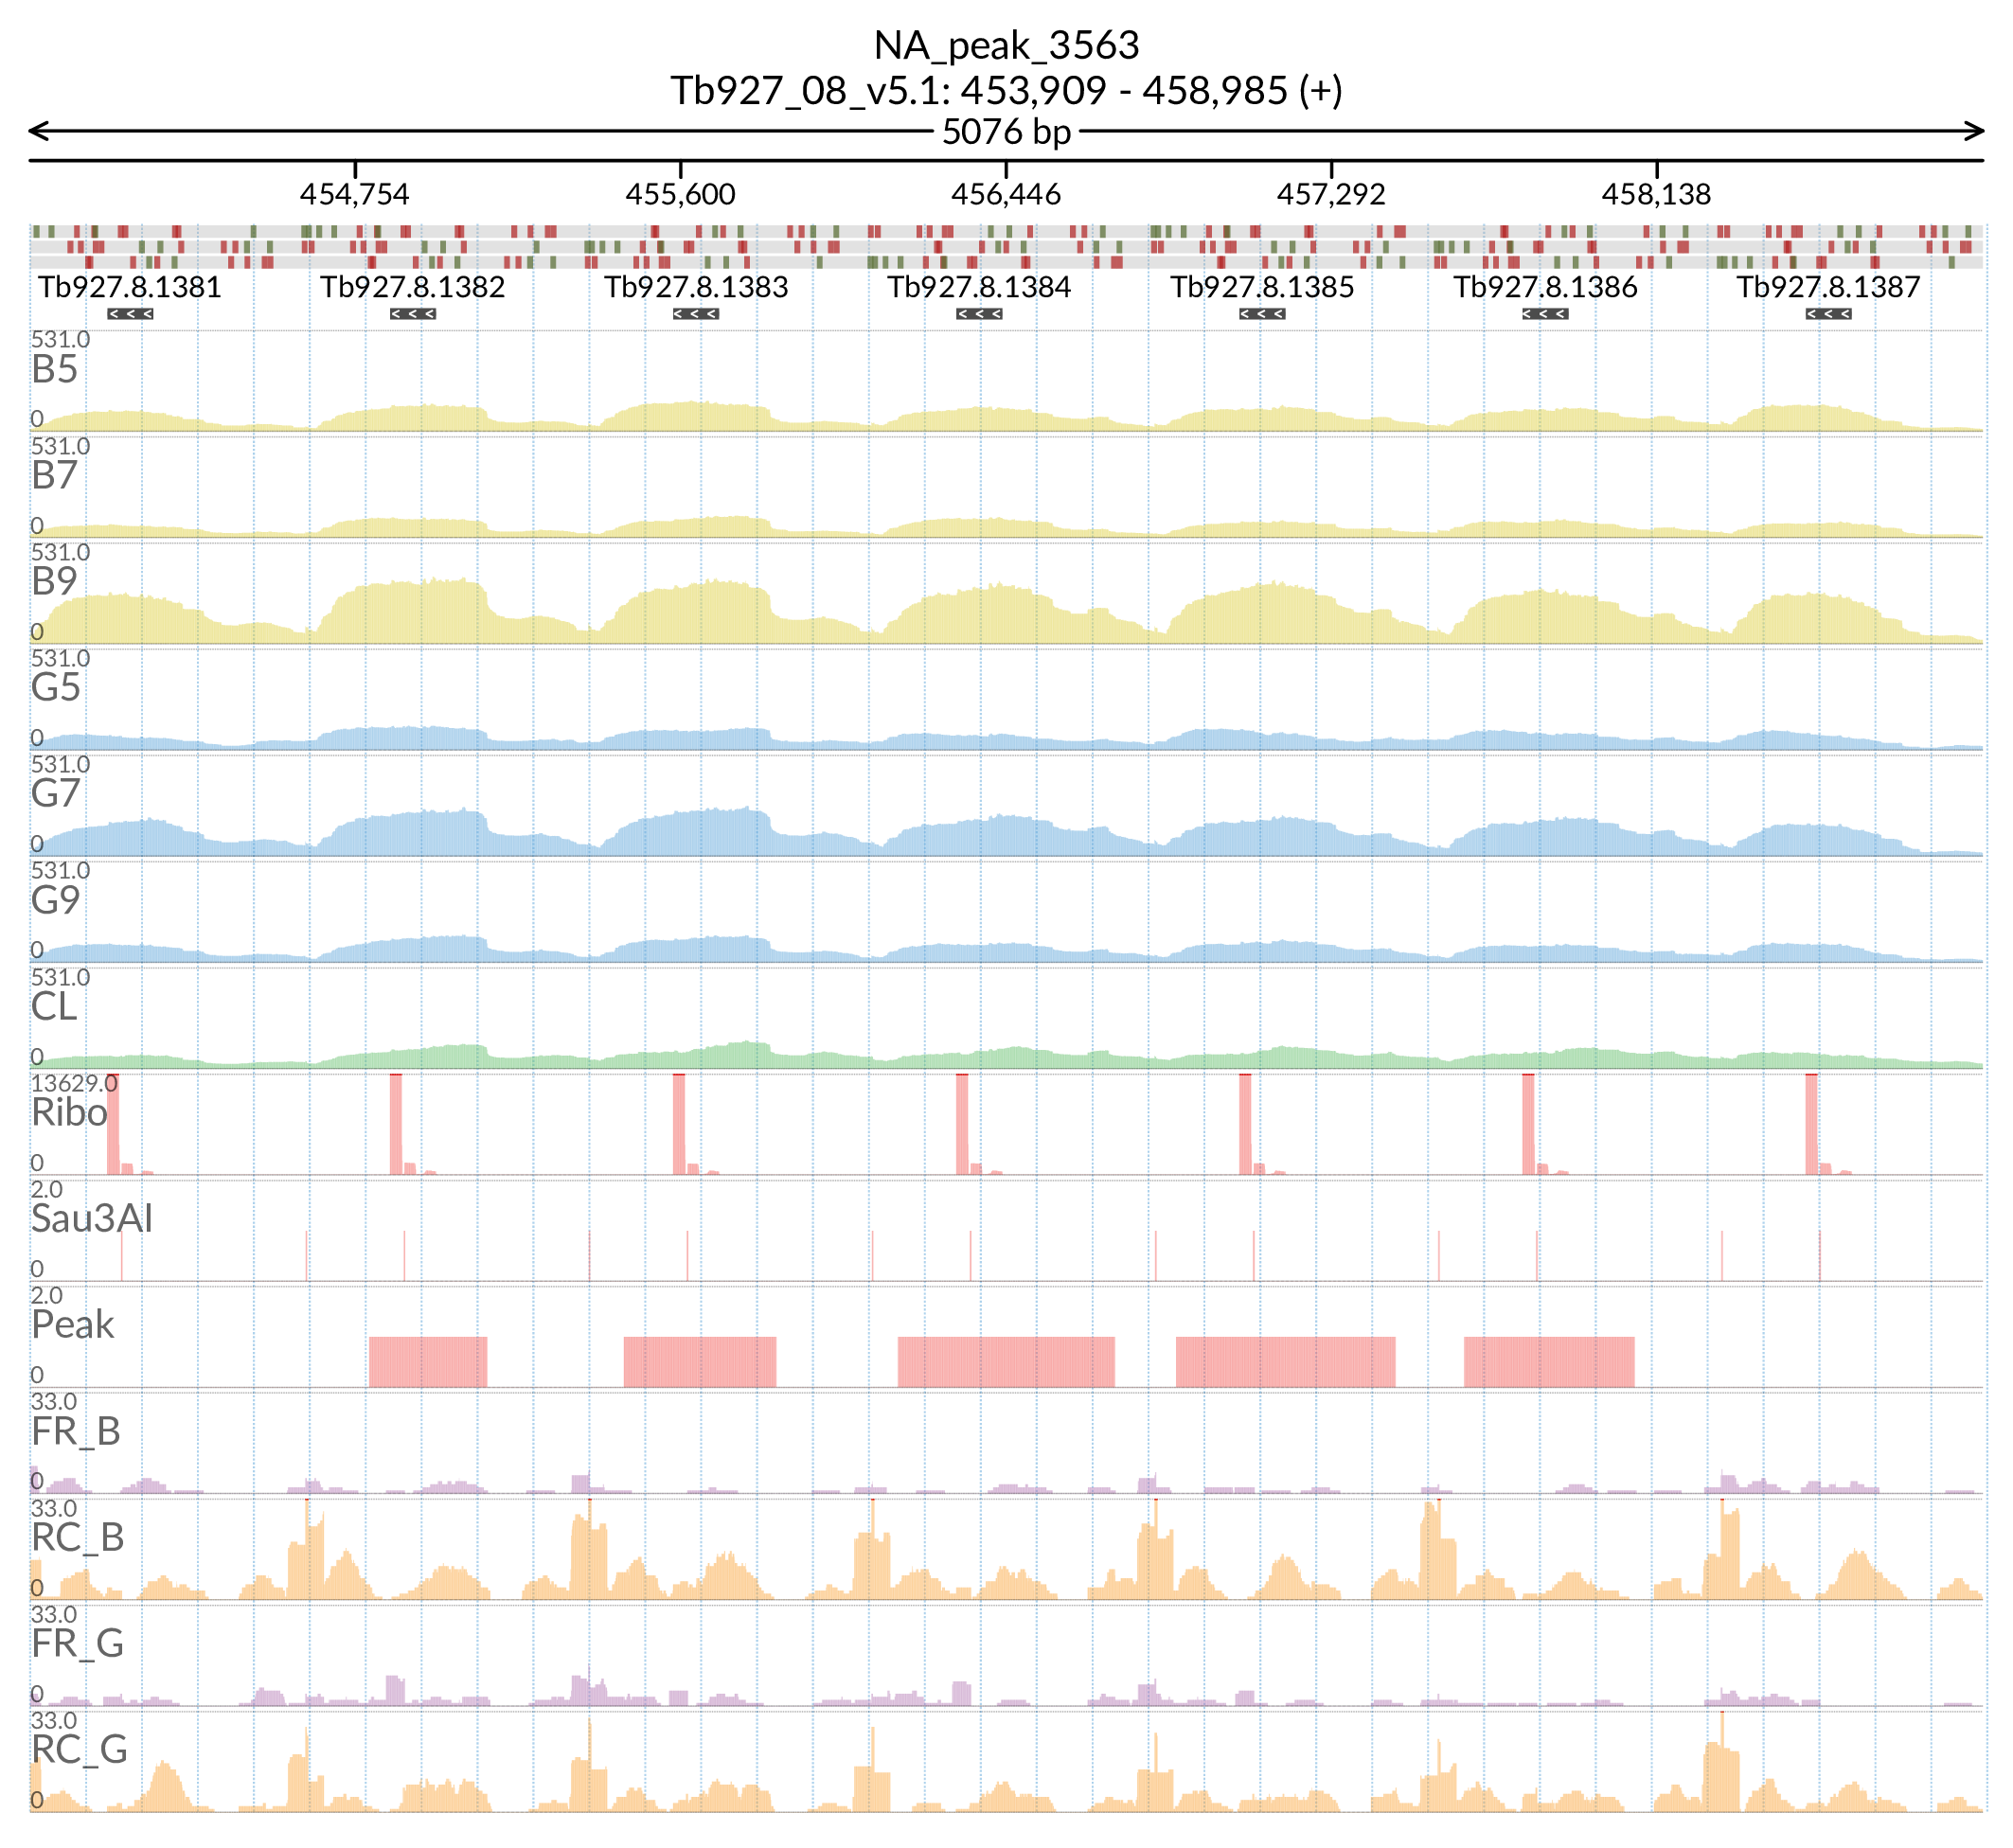 NA_peak_3563
Tb927_08_v5.1: 453,909 - 458,985 (+)
5076 bp
454,754 455,600 456,446 457,292 458,138
Tb927.8.1381 Tb927.8.1382 Tb927.8.1383 Tb927.8.1384 Tb927.8.1385 Tb927.8.1386 Tb927.8.1387
531.0
B5
0
531.0
B7
0
531.0
B9
0
531.0
G5
0
531.0
G7
0
531.0
G9
0
531.0
CL
0
13629.0
Ribo
0
2.0
Sau3AI
0
2.0
Peak
0
33.0
FR_B
0
33.0
RC_B
0
33.0
FR_G
0
33.0
RC_G
0